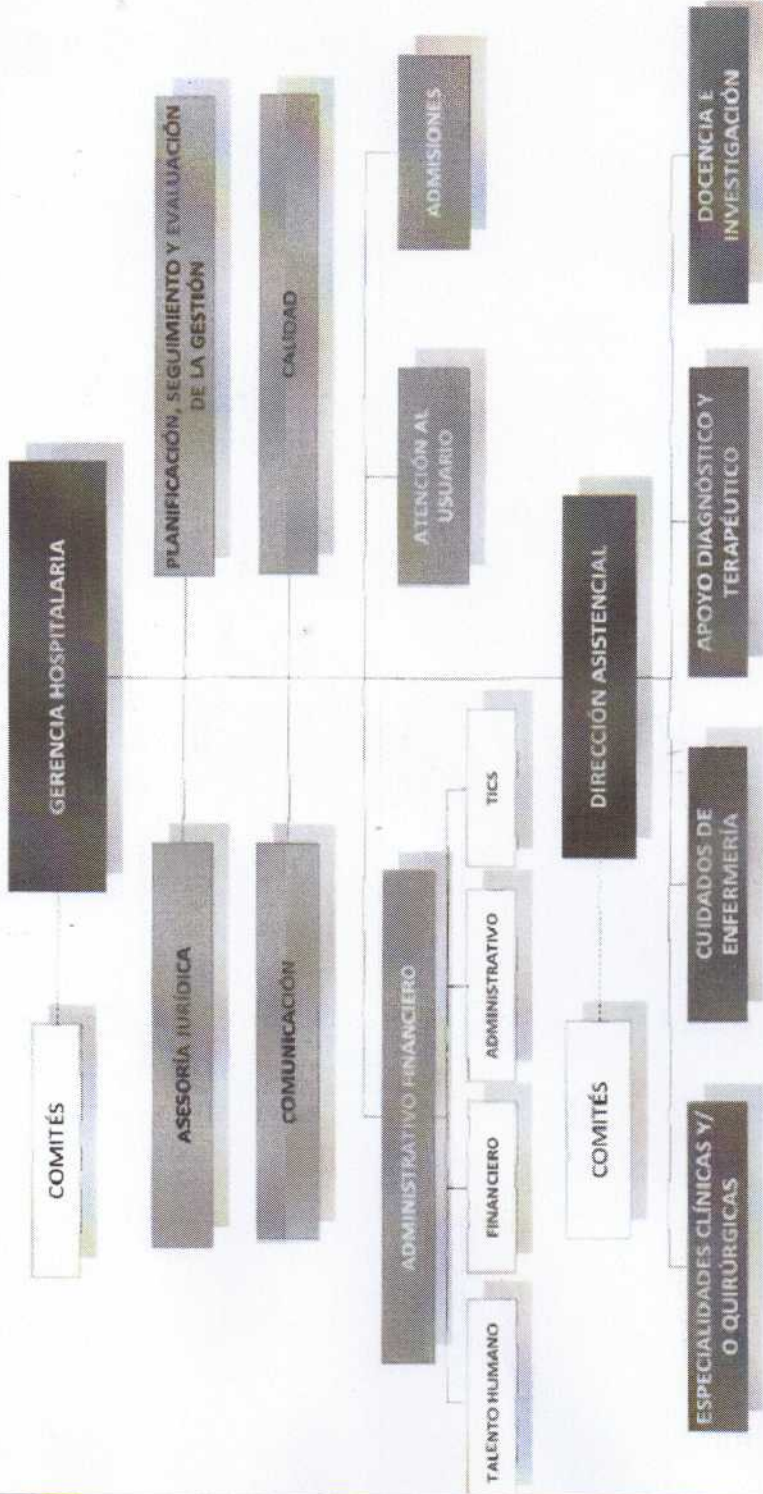 GERENCIA HOSPITALARIA
COMITÉS
ASESORÍA JURÍDICA
PLANIFICACIÓN, SEGUIMIENTO Y EVALUACIÓN
DE LA GESTIÓN
COMUNICACIÓN
CALIDAD
ADMINISTRATIVO FINANCIERO
ATENCIÓN AL
USUARIO
ADMISIONES
TALENTO HUMANO
FINANCIERO
ADMINISTRATIVO
TICS
DIRECCIÓN ASISTENCIAL
COMITÉS
ESPECIALIDADES CLÍNICAS Y/
O QUIRÚRGICAS
CUIDADOS DE
ENFERMERÍA
APOYO DIAGNÓSTICO Y
TERAPÉUTICO
DOCENCIA E
INVESTIGACIÓN